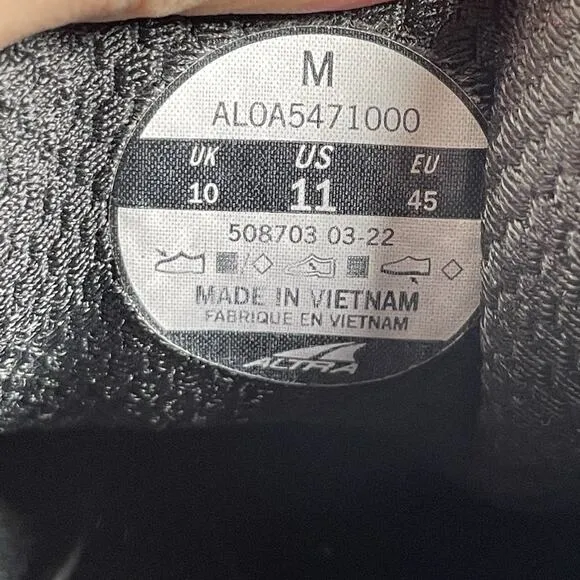 M
AL0A5471000
UK US EU
10 11 45
508703 03-22
MADE IN VIETNAM
FABRIQUE EN VIETNAM
ALTRA